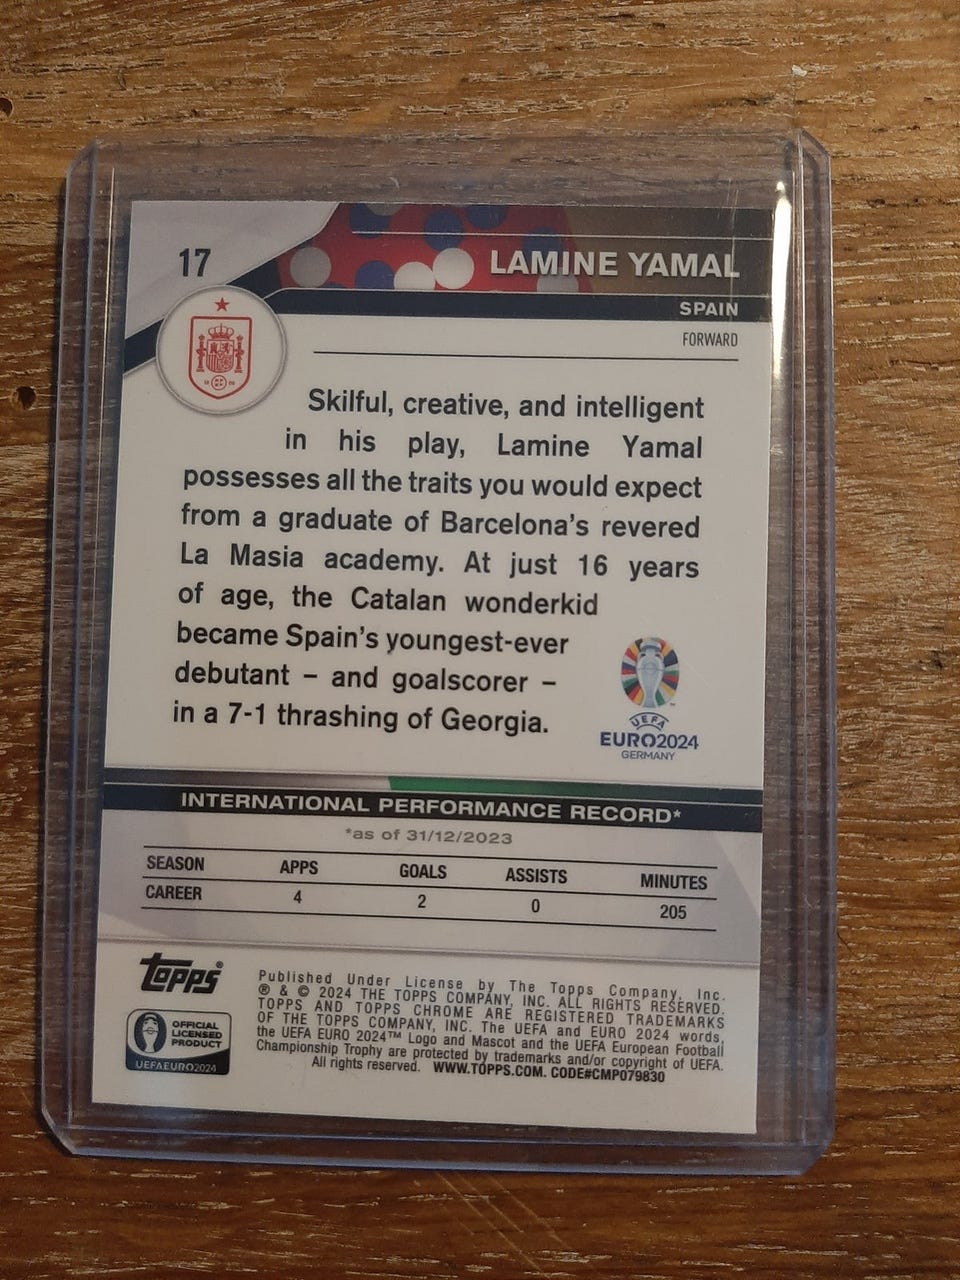 17
LAMINE YAMAL
SPAIN
FORWARD
Skilful, creative, and intelligent
in his play, Lamine Yamal
possesses all the traits you would expect
from a graduate of Barcelona's revered
La Masia academy. At just 16 years
of age, the Catalan wonderkid
became Spain's youngest-ever
debutant – and goalscorer –
in a 7-1 thrashing of Georgia.
UEFA
EURO2024
GERMANY
INTERNATIONAL PERFORMANCE RECORD*
*as of 31/12/2023
SEASON APPS GOALS ASSISTS MINUTES
CAREER 4 2 0 205
topps®
OFFICIAL
LICENSED
PRODUCT
UEFAEURO2024
Published Under License by The Topps Company, Inc.
® & © 2024 THE TOPPS COMPANY, INC. ALL RIGHTS RESERVED.
TOPPS AND TOPPS CHROME ARE REGISTERED TRADEMARKS
OF THE TOPPS COMPANY, INC. The UEFA and EURO 2024 words,
the UEFA EURO 2024™ Logo and Mascot and the UEFA European Football
Championship Trophy are protected by trademarks and/or copyright of UEFA.
All rights reserved. WWW.TOPPS.COM. CODE#CMP079830